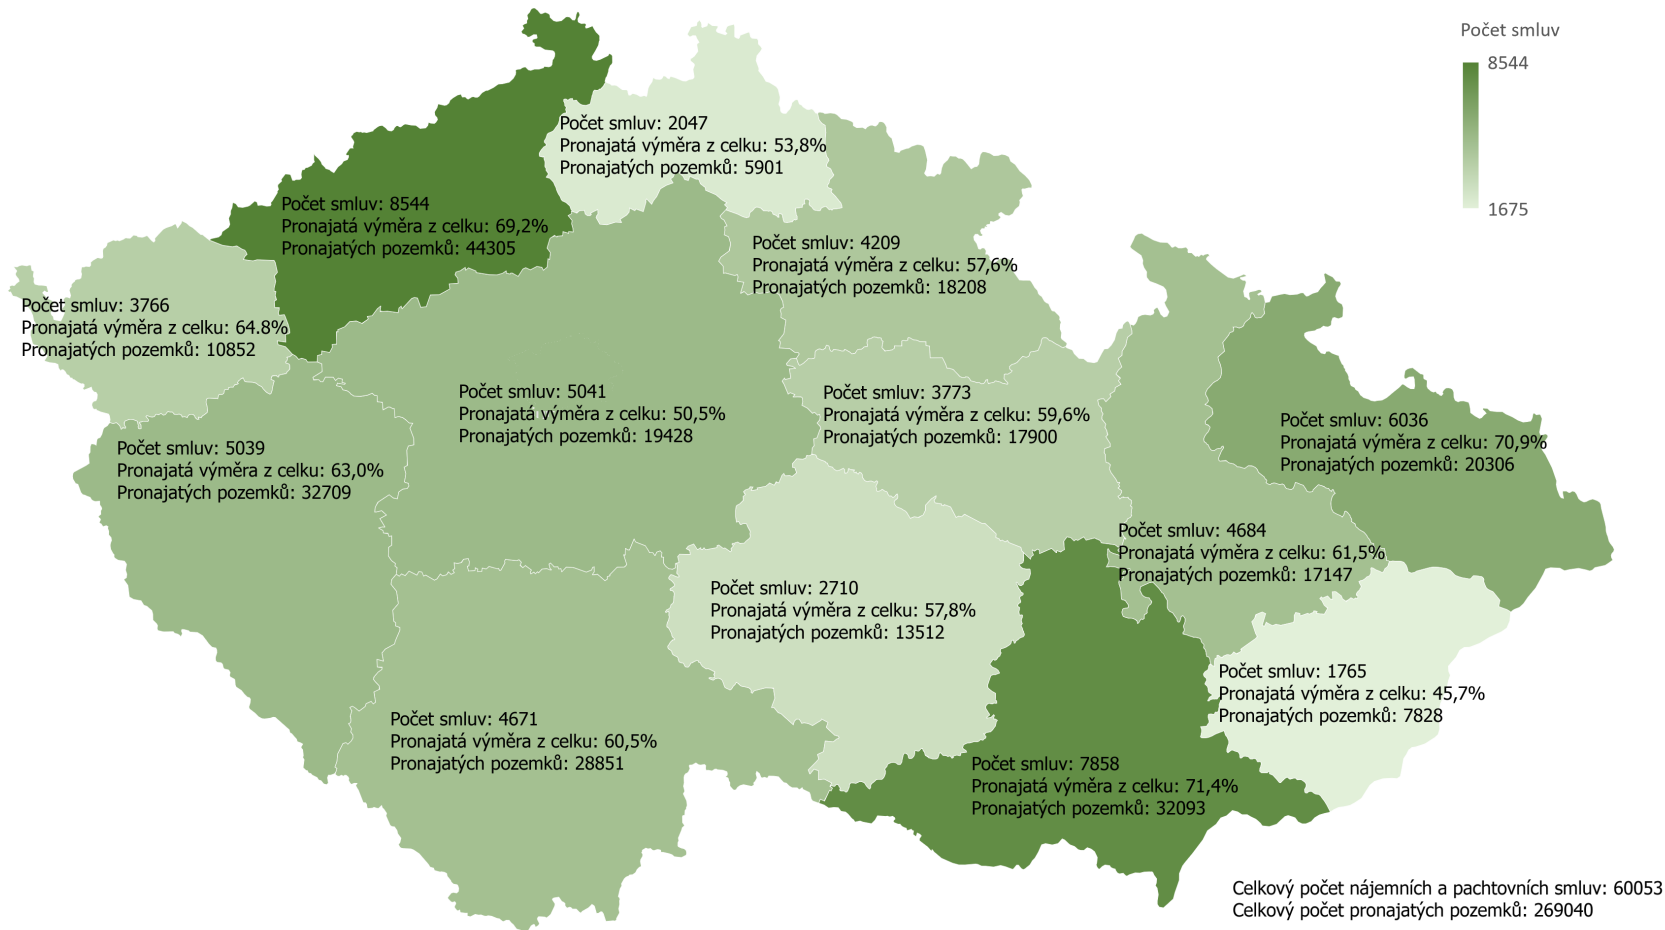 Počet smluv
8544
1675
Počet smluv: 2047
Pronajatá výměra z celku: 53,8%
Pronajatých pozemků: 5901
Počet smluv: 8544
Pronajatá výměra z celku: 69,2%
Pronajatých pozemků: 44305
Počet smluv: 4209
Pronajatá výměra z celku: 57,6%
Pronajatých pozemků: 18208
Počet smluv: 3766
Pronajatá výměra z celku: 64.8%
Pronajatých pozemků: 10852
Počet smluv: 5041
Pronajatá výměra z celku: 50,5%
Pronajatých pozemků: 19428
Počet smluv: 3773
Pronajatá výměra z celku: 59,6%
Pronajatých pozemků: 17900
Počet smluv: 6036
Pronajatá výměra z celku: 70,9%
Pronajatých pozemků: 20306
Počet smluv: 5039
Pronajatá výměra z celku: 63,0%
Pronajatých pozemků: 32709
Počet smluv: 4684
Pronajatá výměra z celku: 61,5%
Pronajatých pozemků: 17147
Počet smluv: 2710
Pronajatá výměra z celku: 57,8%
Pronajatých pozemků: 13512
Počet smluv: 1765
Pronajatá výměra z celku: 45,7%
Pronajatých pozemků: 7828
Počet smluv: 4671
Pronajatá výměra z celku: 60,5%
Pronajatých pozemků: 28851
Počet smluv: 7858
Pronajatá výměra z celku: 71,4%
Pronajatých pozemků: 32093
Celkový počet nájemních a pachtovních smluv: 60053
Celkový počet pronajatých pozemků: 269040